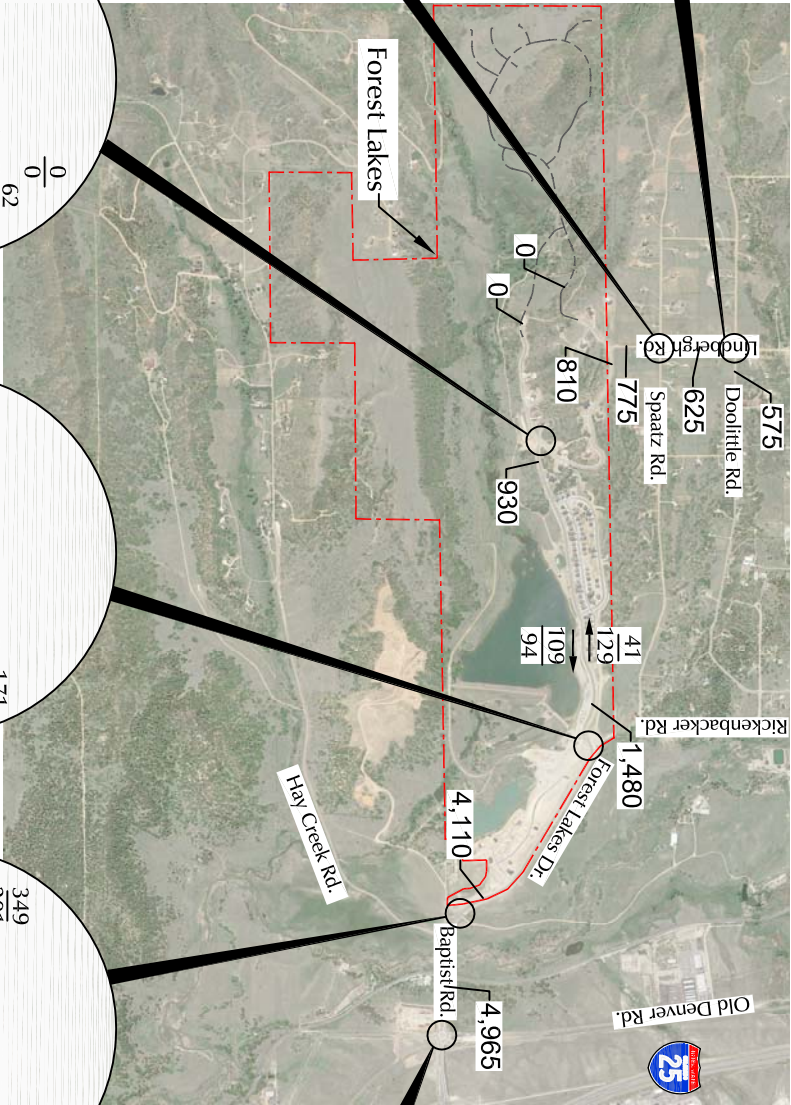 Forest Lakes
0
0
62
0
0
810
775
Lindbergh Rd.
625
575
Spaatz Rd.
Doolittle Rd.
930
41
129
109
94
Rickenbacker Rd.
1,480
Forest Lakes Dr.
4,110
Hay Creek Rd.
171
349
Baptist Rd.
4,965
Old Denver Rd.
INTERSTATE
25